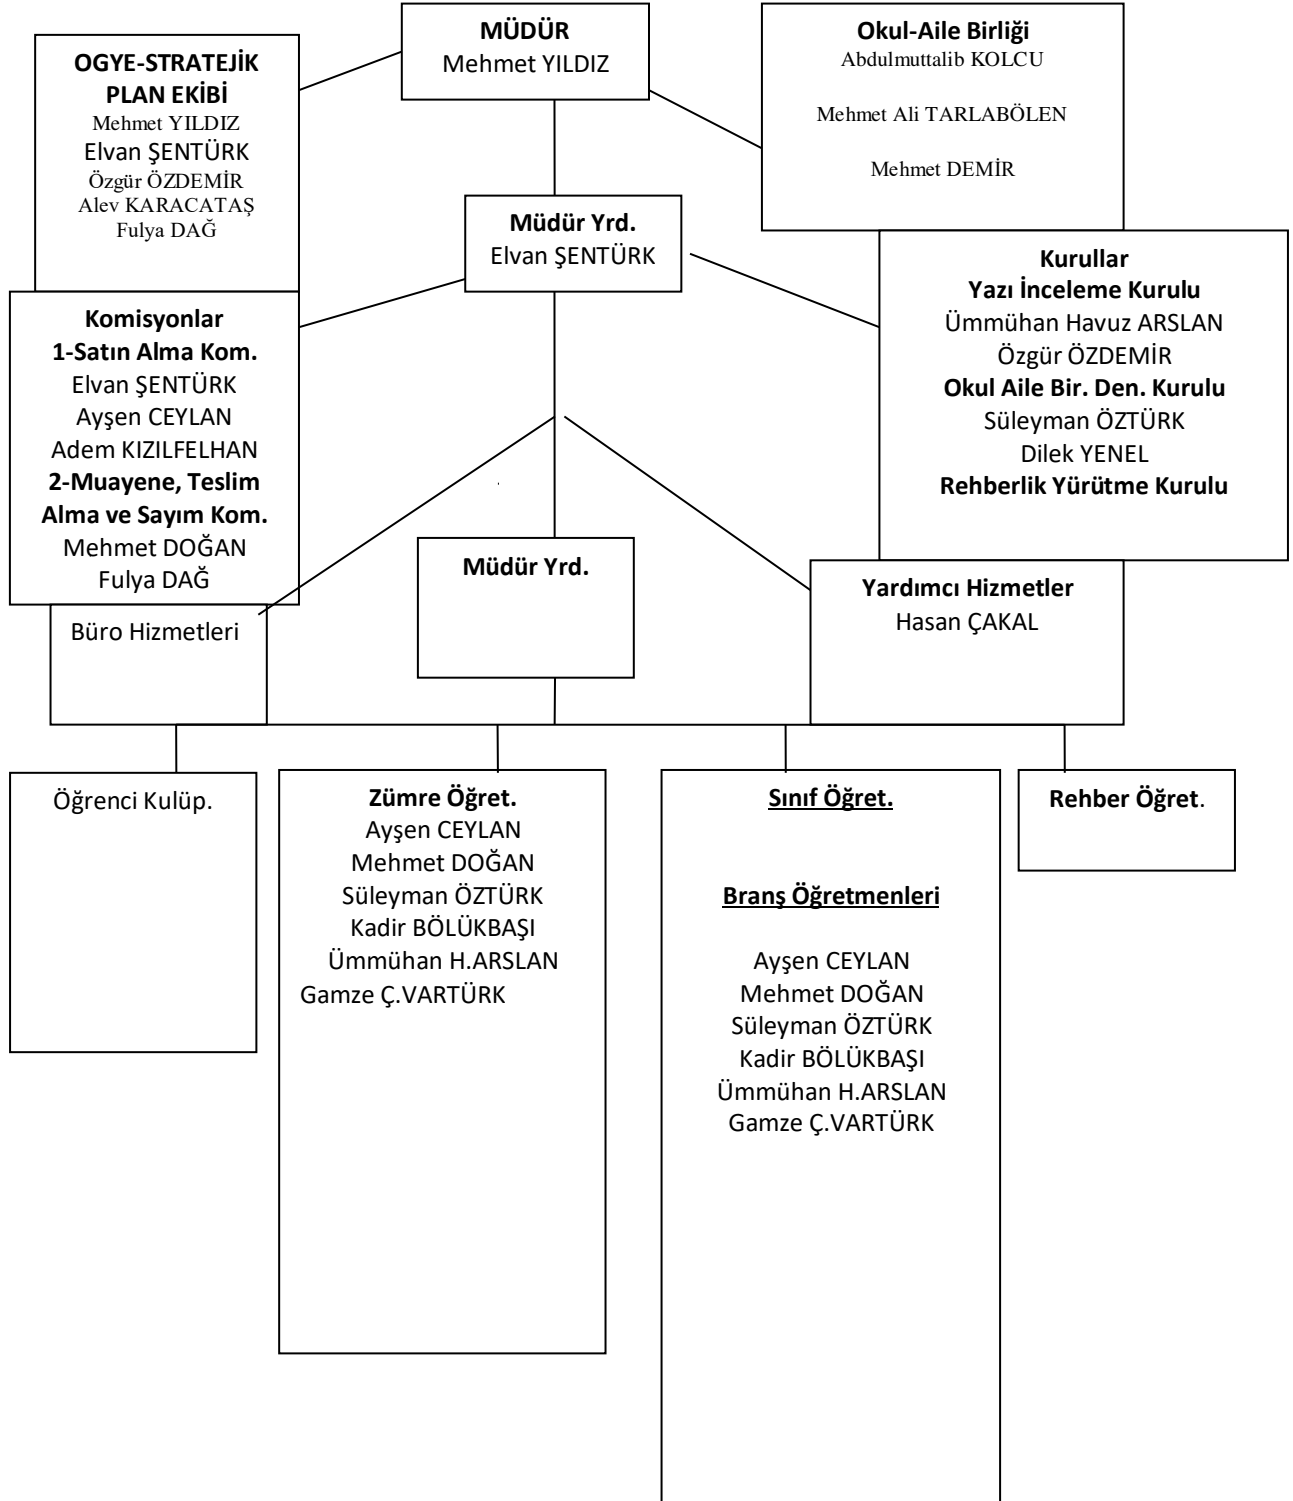 MÜDÜR
Mehmet YILDIZ
OGYE-STRATEJİK
PLAN EKİBİ
Mehmet YILDIZ
Elvan ŞENTÜRK
Özgür ÖZDEMİR
Alev KARACATAŞ
Fulya DAĞ
Okul-Aile Birliği
Abdulmuttalib KOLCU
Mehmet Ali TARLABÖLEN
Mehmet DEMİR
Müdür Yrd.
Elvan ŞENTÜRK
Komisyonlar
1-Satın Alma Kom.
Elvan ŞENTÜRK
Ayşen CEYLAN
Adem KIZILFELHAN
2-Muayene, Teslim
Alma ve Sayım Kom.
Mehmet DOĞAN
Fulya DAĞ
Kurullar
Yazı İnceleme Kurulu
Ümmühan Havuz ARSLAN
Özgür ÖZDEMİR
Okul Aile Bir. Den. Kurulu
Süleyman ÖZTÜRK
Dilek YENEL
Rehberlik Yürütme Kurulu
Büro Hizmetleri
Müdür Yrd.
Yardımcı Hizmetler
Hasan ÇAKAL
Öğrenci Kulüp.
Zümre Öğret.
Ayşen CEYLAN
Mehmet DOĞAN
Süleyman ÖZTÜRK
Kadir BÖLÜKBAŞI
Ümmühan H.ARSLAN
Gamze Ç.VARTÜRK
Sınıf Öğret.
Branş Öğretmenleri
Ayşen CEYLAN
Mehmet DOĞAN
Süleyman ÖZTÜRK
Kadir BÖLÜKBAŞI
Ümmühan H.ARSLAN
Gamze Ç.VARTÜRK
Rehber Öğret.